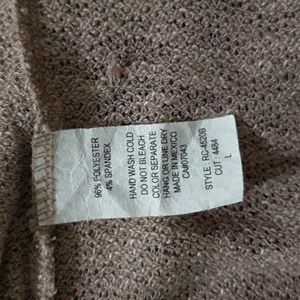 96% POLYESTER
4% SPANDEX
HAND WASH COLD
DO NOT BLEACH
COLOR SEPARATE
HANG OR LINE DRY
MADE IN MEXICO
CA#07043
STYLE : RC-4520B
CUT : 4484
L